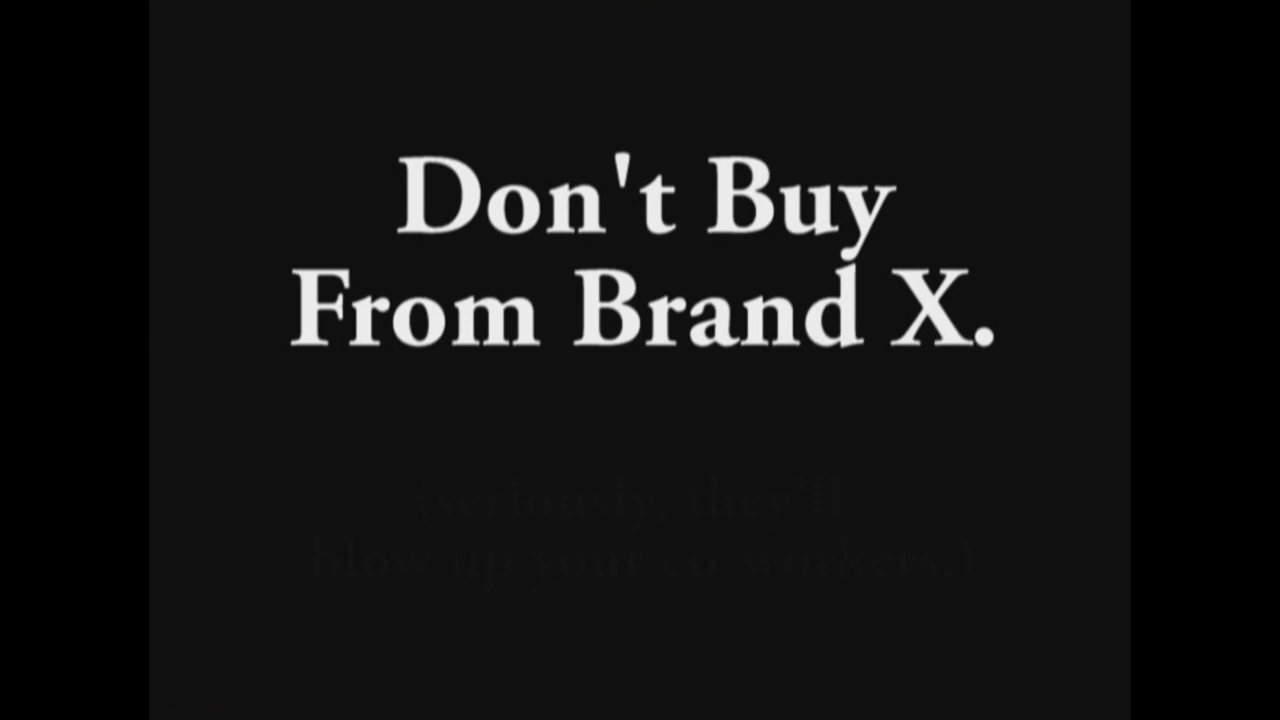 Don't Buy
From Brand X.
(seriously, they'll
blow up your co-workers.)